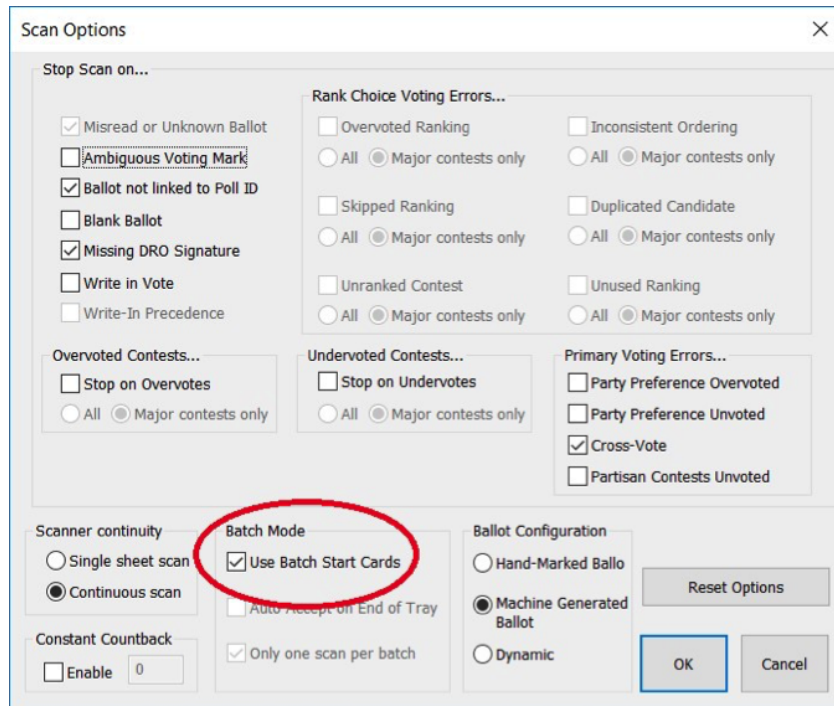 Scan Options
Stop Scan on...
Misread or Unknown Ballot
Ambiguous Voting Mark
Ballot not linked to Poll ID
Blank Ballot
Missing DRO Signature
Write in Vote
Write-In Precedence
Rank Choice Voting Errors...
Overvoted Ranking
All Major contests only
Inconsistent Ordering
All Major contests only
Skipped Ranking
All Major contests only
Duplicated Candidate
All Major contests only
Unranked Contest
All Major contests only
Unused Ranking
All Major contests only
Overvoted Contests...
Stop on Overvotes
All Major contests only
Undervoted Contests...
Stop on Undervotes
All Major contests only
Primary Voting Errors...
Party Preference Overvoted
Party Preference Unvoted
Cross-Vote
Partisan Contests Unvoted
Scanner continuity
Single sheet scan
Continuous scan
Constant Countback
Enable 0
Batch Mode
Use Batch Start Cards
Auto Accept on End of Tray
Only one scan per batch
Ballot Configuration
Hand-Marked Ballo
Machine Generated
Ballot
Dynamic
Reset Options
OK
Cancel